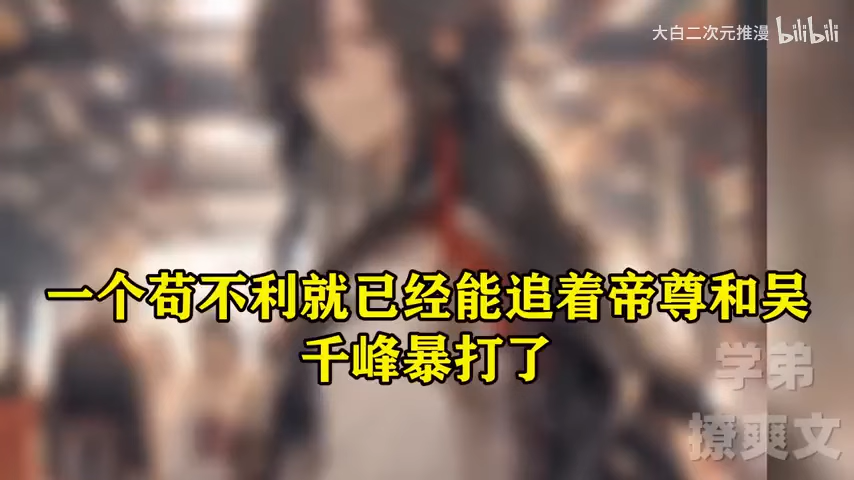 大白二次元推漫 bilibili
一个苟不利就已经能追着帝尊和吴
千峰暴打了
学弟
撩爽文